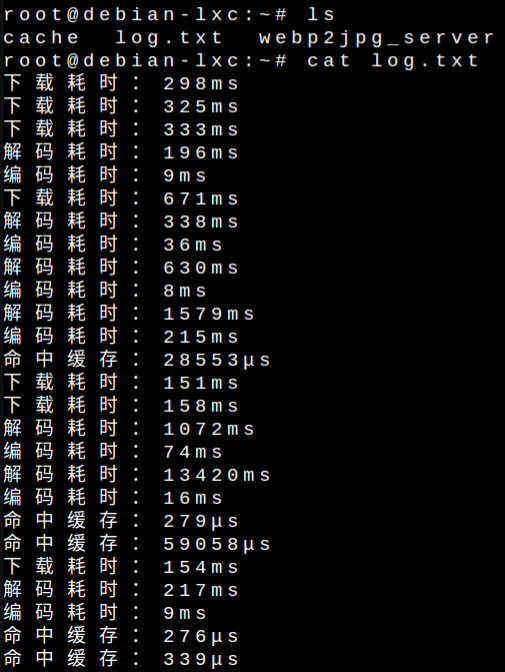 root@debian-lxc:~# ls
cache  log.txt  webp2jpg_server
root@debian-lxc:~# cat log.txt
下载耗时：298ms
下载耗时：325ms
下载耗时：333ms
解码耗时：196ms
编码耗时：9ms
下载耗时：671ms
解码耗时：338ms
编码耗时：36ms
解码耗时：630ms
编码耗时：8ms
解码耗时：1579ms
编码耗时：215ms
命中缓存：28553µs
下载耗时：151ms
下载耗时：158ms
解码耗时：1072ms
编码耗时：74ms
解码耗时：13420ms
编码耗时：16ms
命中缓存：279µs
命中缓存：59058µs
下载耗时：154ms
解码耗时：217ms
编码耗时：9ms
命中缓存：276µs
命中缓存：339µs